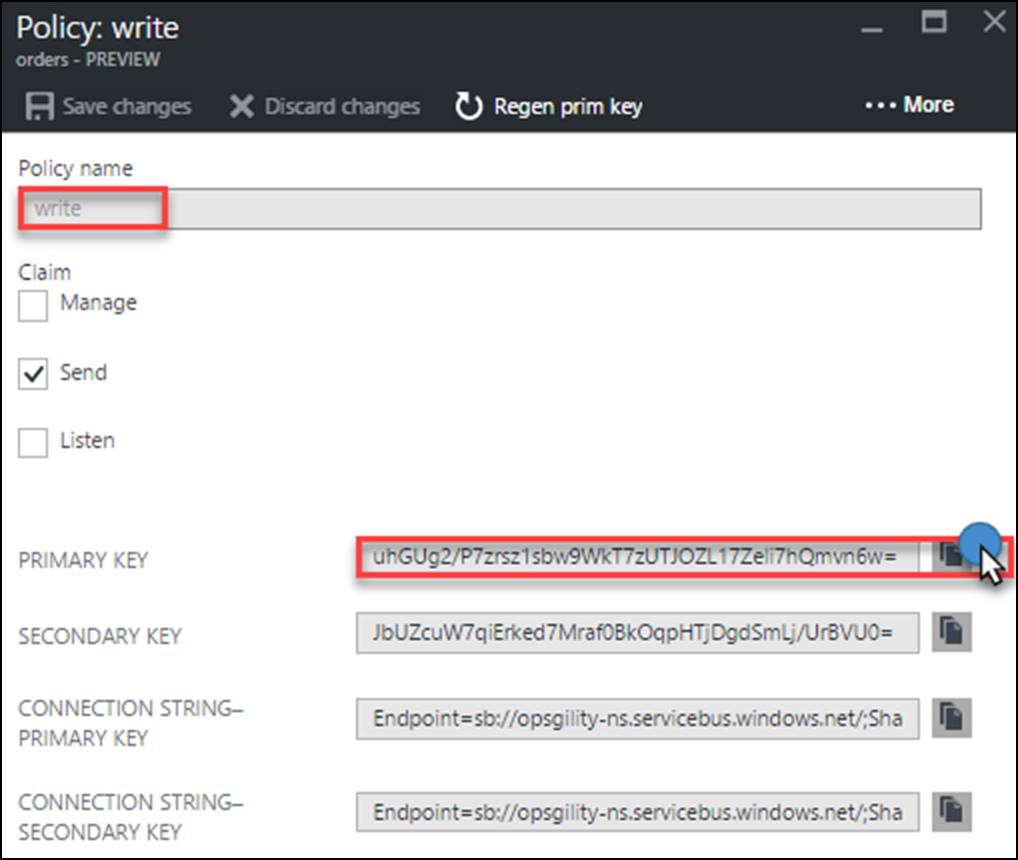 Policy: write
orders - PREVIEW
Save changes Discard changes Regen prim key ••• More
Policy name
write
Claim
Manage
Send
Listen
PRIMARY KEY uhGUg2/P7zrsz1sbw9WkT7zUTJOZL17Zeli7hQmvn6w=
SECONDARY KEY JbUZcuW7qiErked7Mraf0BkOqpHTjDgdSmLj/UrBVU0=
CONNECTION STRING–
PRIMARY KEY
Endpoint=sb://opsgility-ns.servicebus.windows.net/;Sha
CONNECTION STRING–
SECONDARY KEY
Endpoint=sb://opsgility-ns.servicebus.windows.net/;Sha